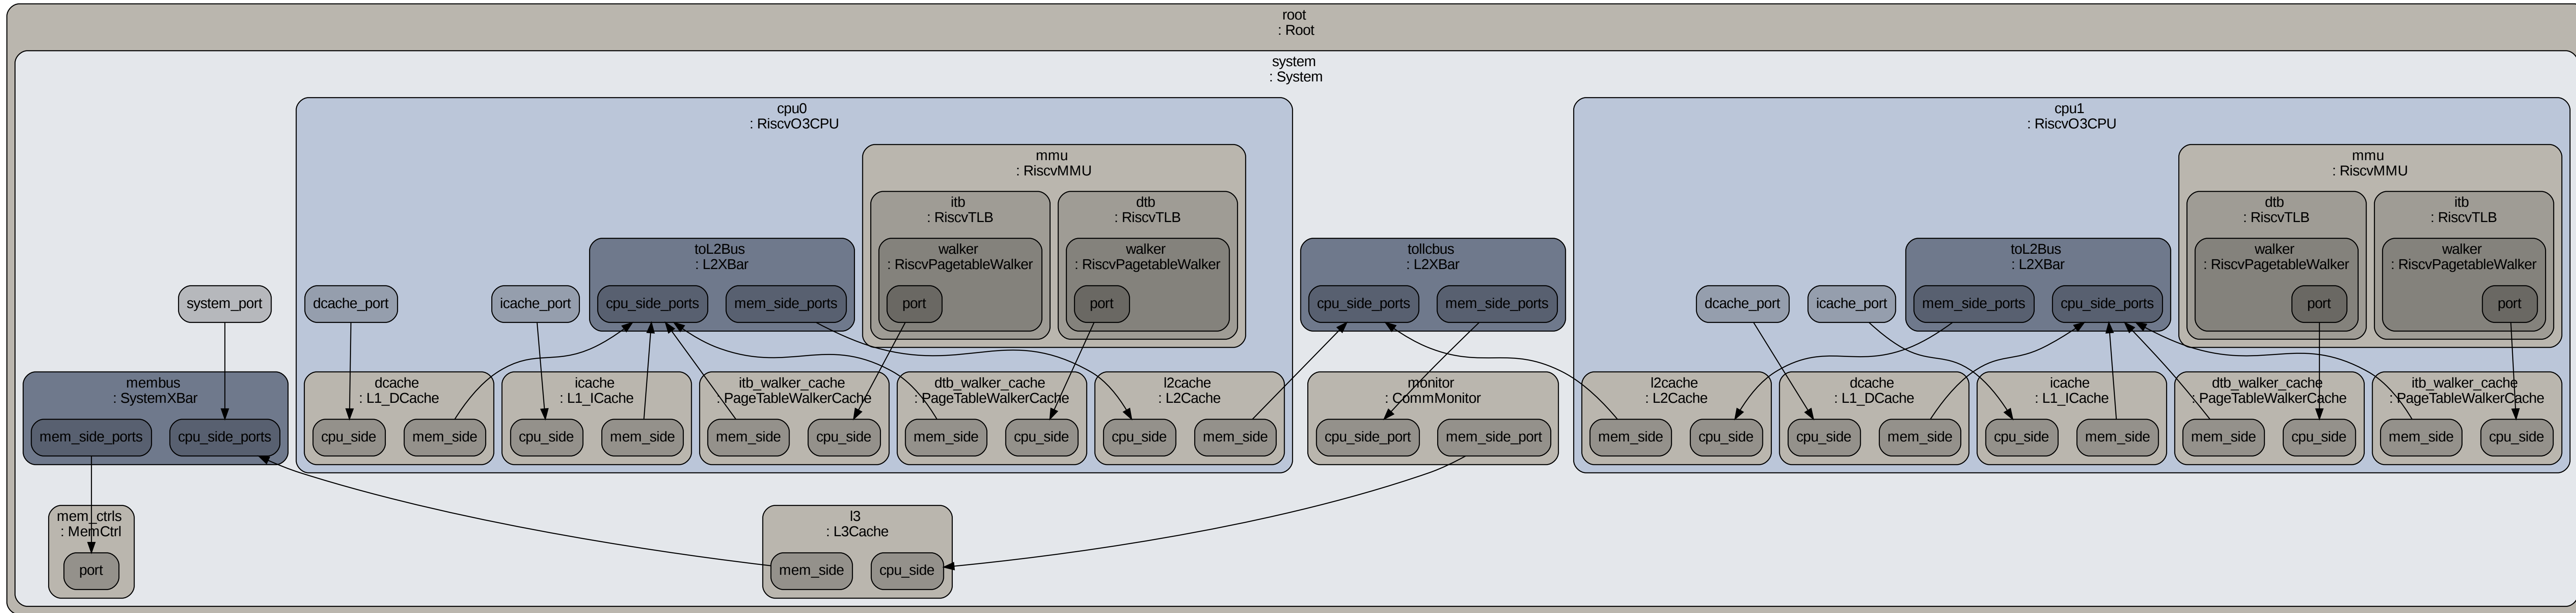 root
: Root
system
: System
cpu0
: RiscvO3CPU
cpu1
: RiscvO3CPU
mmu
: RiscvMMU
mmu
: RiscvMMU
itb
: RiscvTLB
dtb
: RiscvTLB
dtb
: RiscvTLB
itb
: RiscvTLB
toL2Bus
: L2XBar
walker
: RiscvPagetableWalker
walker
: RiscvPagetableWalker
tollcbus
: L2XBar
toL2Bus
: L2XBar
walker
: RiscvPagetableWalker
walker
: RiscvPagetableWalker
system_port
dcache_port
icache_port
cpu_side_ports
mem_side_ports
port
port
cpu_side_ports
mem_side_ports
dcache_port
icache_port
mem_side_ports
cpu_side_ports
port
port
membus
: SystemXBar
dcache
: L1_DCache
icache
: L1_ICache
itb_walker_cache
: PageTableWalkerCache
dtb_walker_cache
: PageTableWalkerCache
l2cache
: L2Cache
monitor
: CommMonitor
l2cache
: L2Cache
dcache
: L1_DCache
icache
: L1_ICache
dtb_walker_cache
: PageTableWalkerCache
itb_walker_cache
: PageTableWalkerCache
mem_side_ports
cpu_side_ports
cpu_side
mem_side
cpu_side
mem_side
mem_side
cpu_side
mem_side
cpu_side
cpu_side
mem_side
cpu_side_port
mem_side_port
mem_side
cpu_side
cpu_side
mem_side
cpu_side
mem_side
mem_side
cpu_side
mem_side
cpu_side
mem_ctrls
: MemCtrl
l3
: L3Cache
port
mem_side
cpu_side